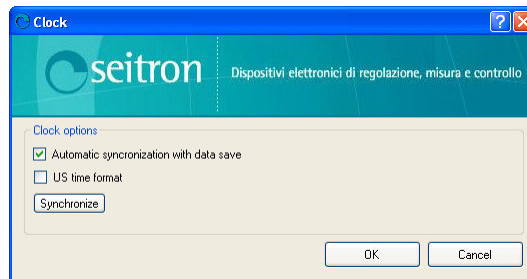 Clock
seitron
Dispositivi elettronici di regolazione, misura e controllo
Clock options
Automatic syncronization with data save
US time format
Synchronize
OK
Cancel